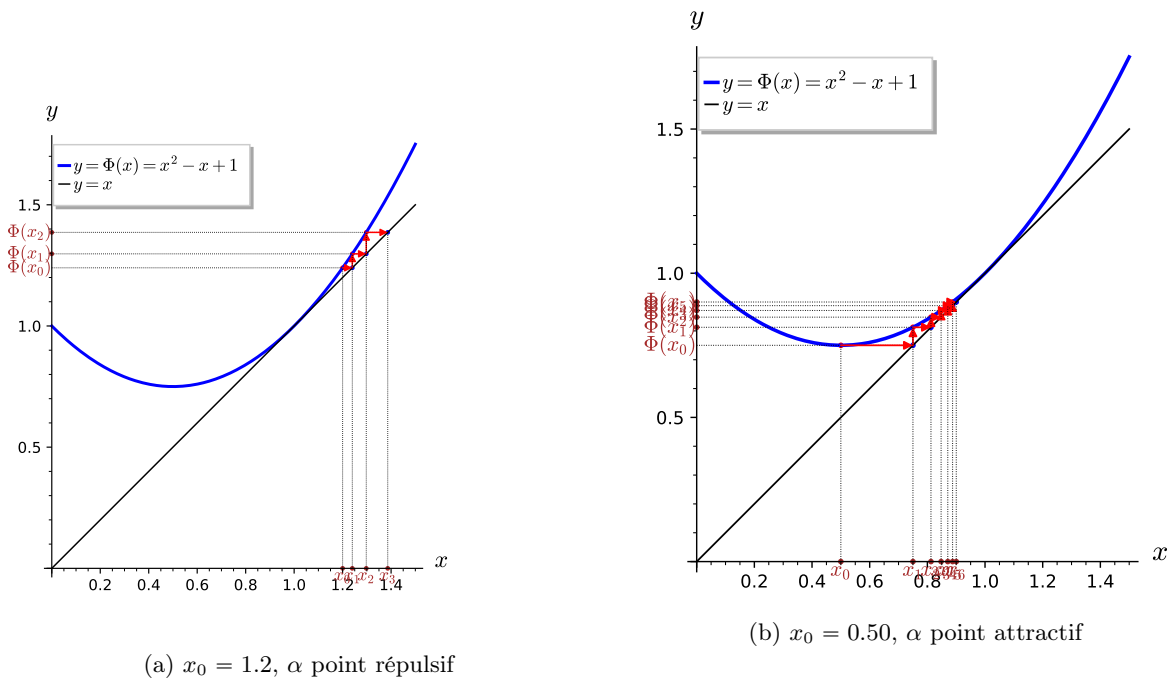 y
y = Φ(x) = x² − x + 1
y = x
1.5
Φ(x₂)
Φ(x₁)
Φ(x₀)
1.0
0.5
x
0.2 0.4 0.6 0.8 1.0 1.2 1.4
x₀ x₁ x₂ x₃
(a) x₀ = 1.2, α point répulsif
y
y = Φ(x) = x² − x + 1
y = x
1.5
1.0
Φ(x₁)
Φ(x₀)
0.5
x
0.2 0.4 0.6 0.8 1.0 1.2 1.4
x₀ x₁
(b) x₀ = 0.50, α point attractif